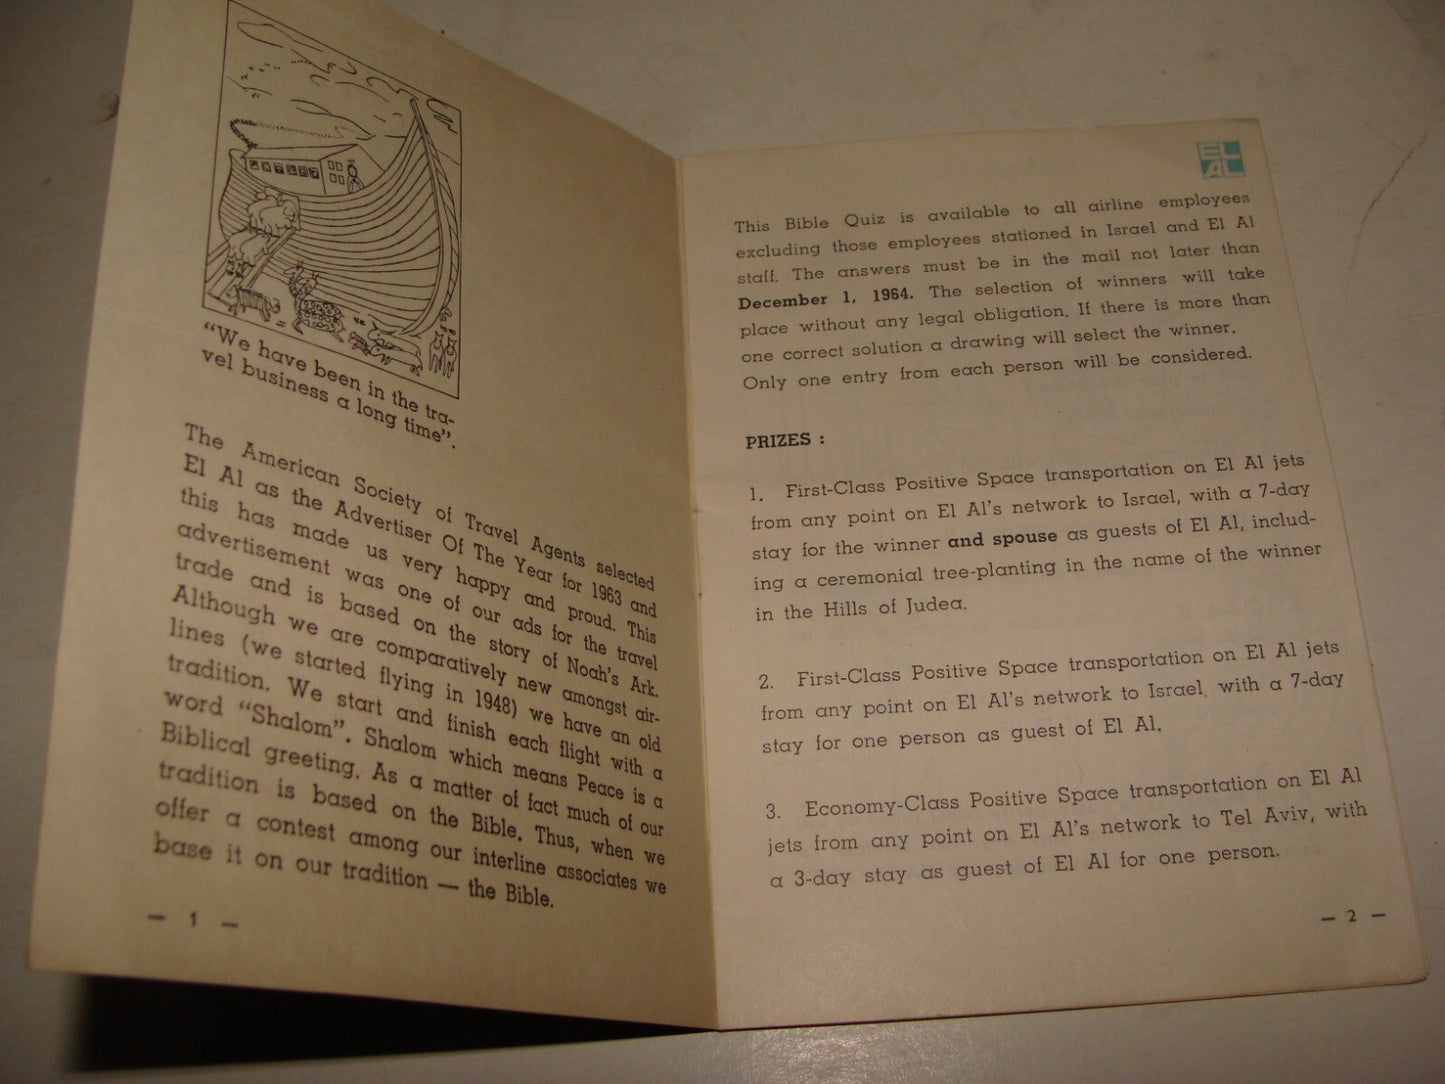 "We have been in the tra-
vel business a long time".
The American Society of Travel Agents selected
El Al as the Advertiser Of The Year for 1963 and
this has made us very happy and proud. This
advertisement was one of our ads for the travel
trade and is based on the story of Noah's Ark.
Although we are comparatively new amongst air-
lines (we started flying in 1948) we have an old
tradition. We start and finish each flight with a
word "Shalom". Shalom which means Peace is a
Biblical greeting. As a matter of fact much of our
tradition is based on the Bible. Thus, when we
offer a contest among our interline associates we
base it on our tradition — the Bible.
— 1 —
EL
AL
This Bible Quiz is available to all airline employees
excluding those employees stationed in Israel and El Al
staff. The answers must be in the mail not later than
December 1, 1964. The selection of winners will take
place without any legal obligation. If there is more than
one correct solution a drawing will select the winner.
Only one entry from each person will be considered.
PRIZES :
1. First-Class Positive Space transportation on El Al jets
from any point on El Al's network to Israel, with a 7-day
stay for the winner and spouse as guests of El Al, includ-
ing a ceremonial tree-planting in the name of the winner
in the Hills of Judea.
2. First-Class Positive Space transportation on El Al jets
from any point on El Al's network to Israel, with a 7-day
stay for one person as guest of El Al.
3. Economy-Class Positive Space transportation on El Al
jets from any point on El Al's network to Tel Aviv, with
a 3-day stay as guest of El Al for one person.
— 2 —